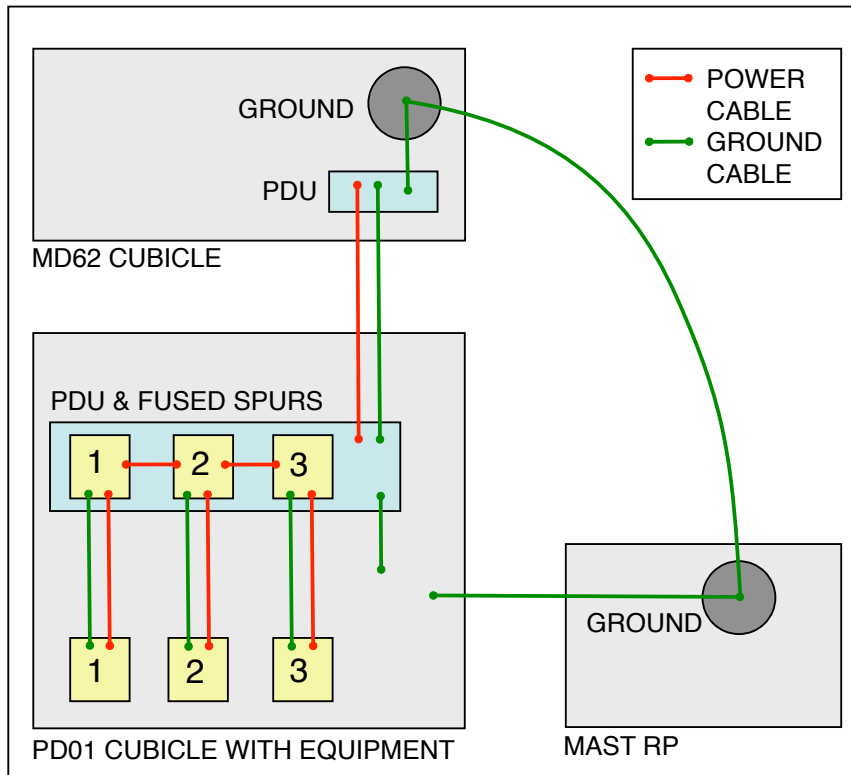 GROUND
PDU
MD62 CUBICLE
POWER
CABLE
GROUND
CABLE
PDU & FUSED SPURS
1
2
3
1
2
3
PD01 CUBICLE WITH EQUIPMENT
GROUND
MAST RP